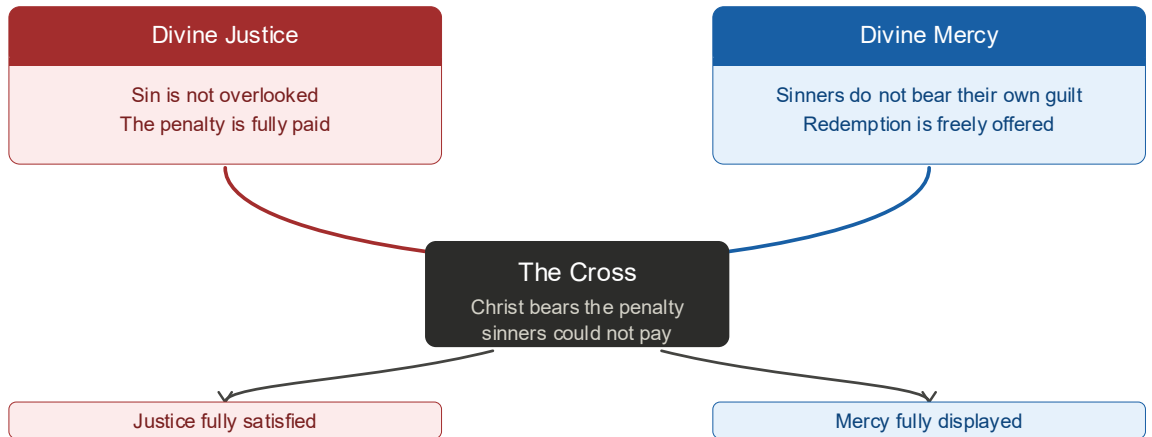 Divine Justice
Sin is not overlooked
The penalty is fully paid
Divine Mercy
Sinners do not bear their own guilt
Redemption is freely offered
The Cross
Christ bears the penalty
sinners could not pay
Justice fully satisfied
Mercy fully displayed